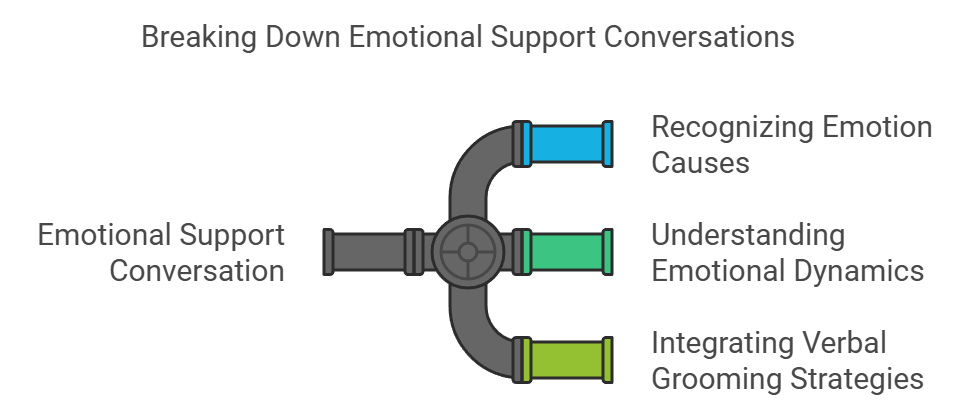 Breaking Down Emotional Support Conversations
Emotional Support
Conversation
Recognizing Emotion
Causes
Understanding
Emotional Dynamics
Integrating Verbal
Grooming Strategies